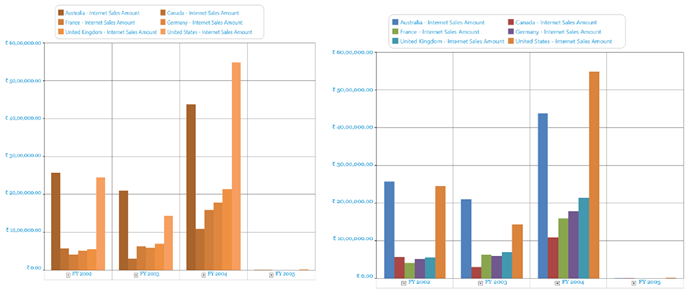 Australia - Internet Sales Amount Canada - Internet Sales Amount
France - Internet Sales Amount Germany - Internet Sales Amount
United Kingdom - Internet Sales Amount United States - Internet Sales Amount
₹ 60,00,000.00
₹ 50,00,000.00
₹ 40,00,000.00
₹ 30,00,000.00
₹ 20,00,000.00
₹ 10,00,000.00
₹ 0.00
FY 2002 FY 2003 FY 2004 FY 2005
Australia - Internet Sales Amount Canada - Internet Sales Amount
France - Internet Sales Amount Germany - Internet Sales Amount
United Kingdom - Internet Sales Amount United States - Internet Sales Amount
₹ 60,00,000.00
₹ 50,00,000.00
₹ 40,00,000.00
₹ 30,00,000.00
₹ 20,00,000.00
₹ 10,00,000.00
₹ 0.00
FY 2002 FY 2003 FY 2004 FY 2005